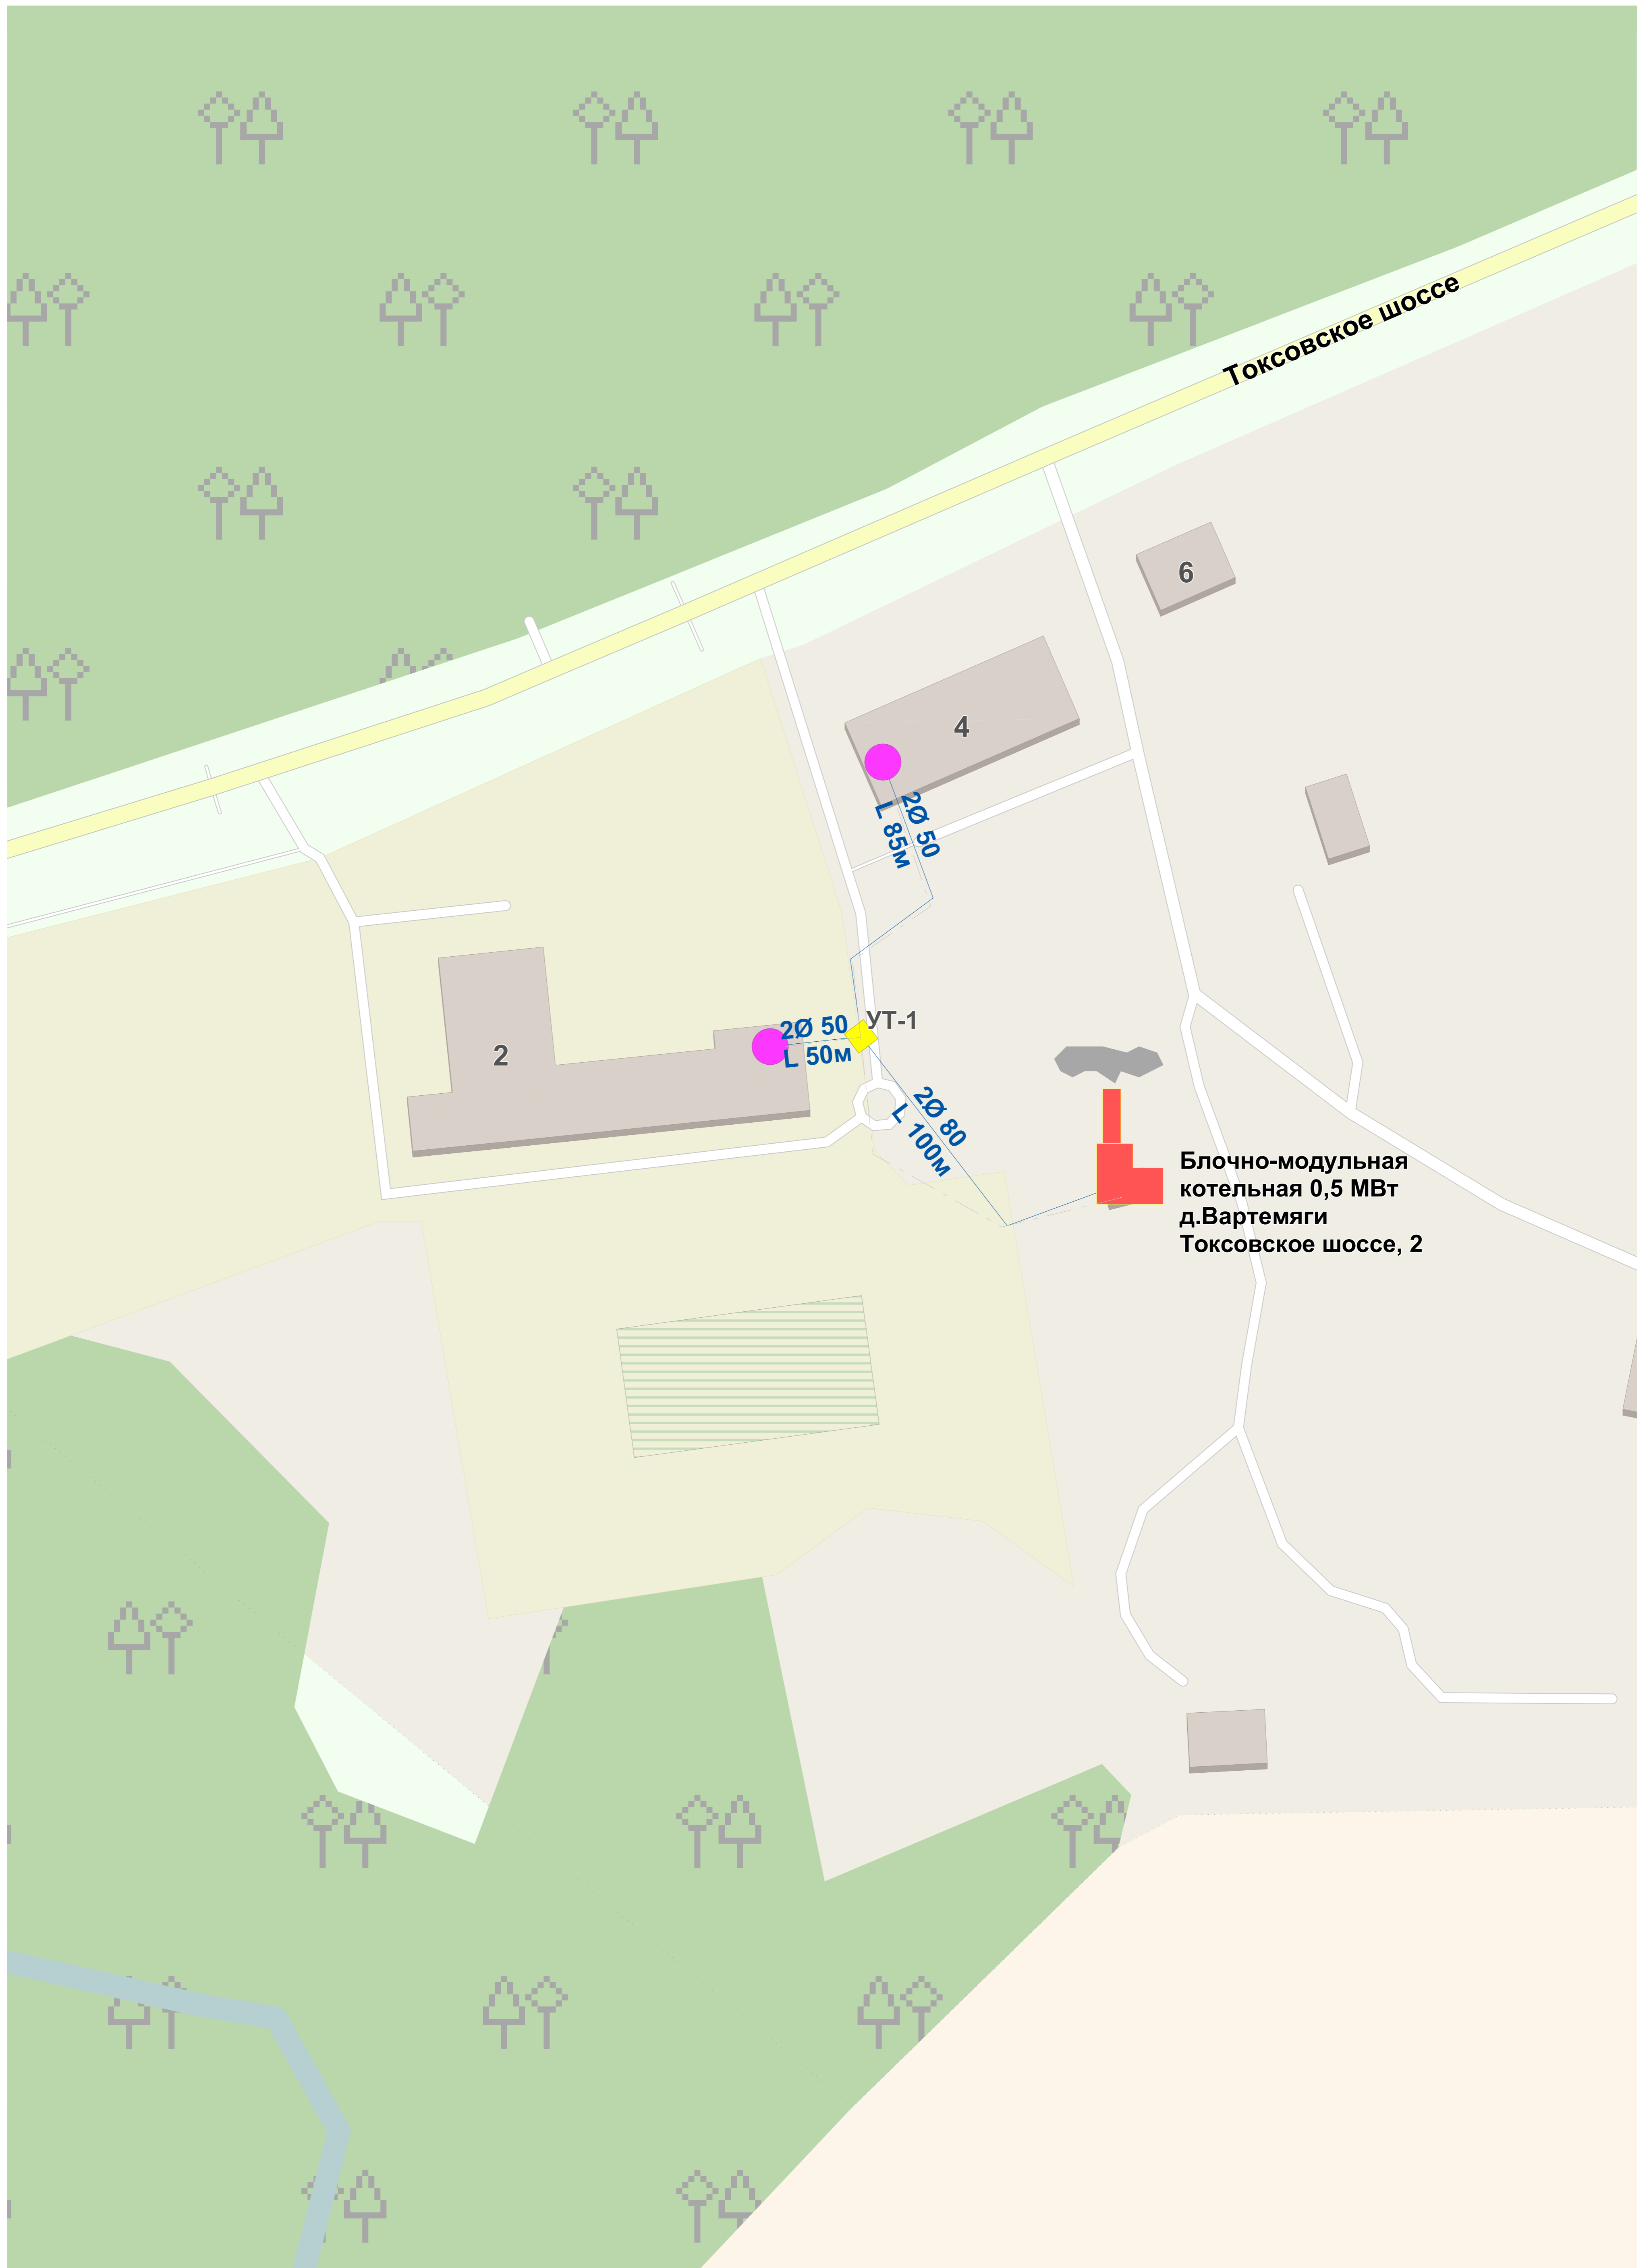 Токсовское шоссе
6
4
2Ø 50
L 85м
УТ-1
2Ø 50
L 50м
2
2Ø 80
L 100м
Блочно-модульная
котельная 0,5 МВт
д.Вартемяги
Токсовское шоссе, 2